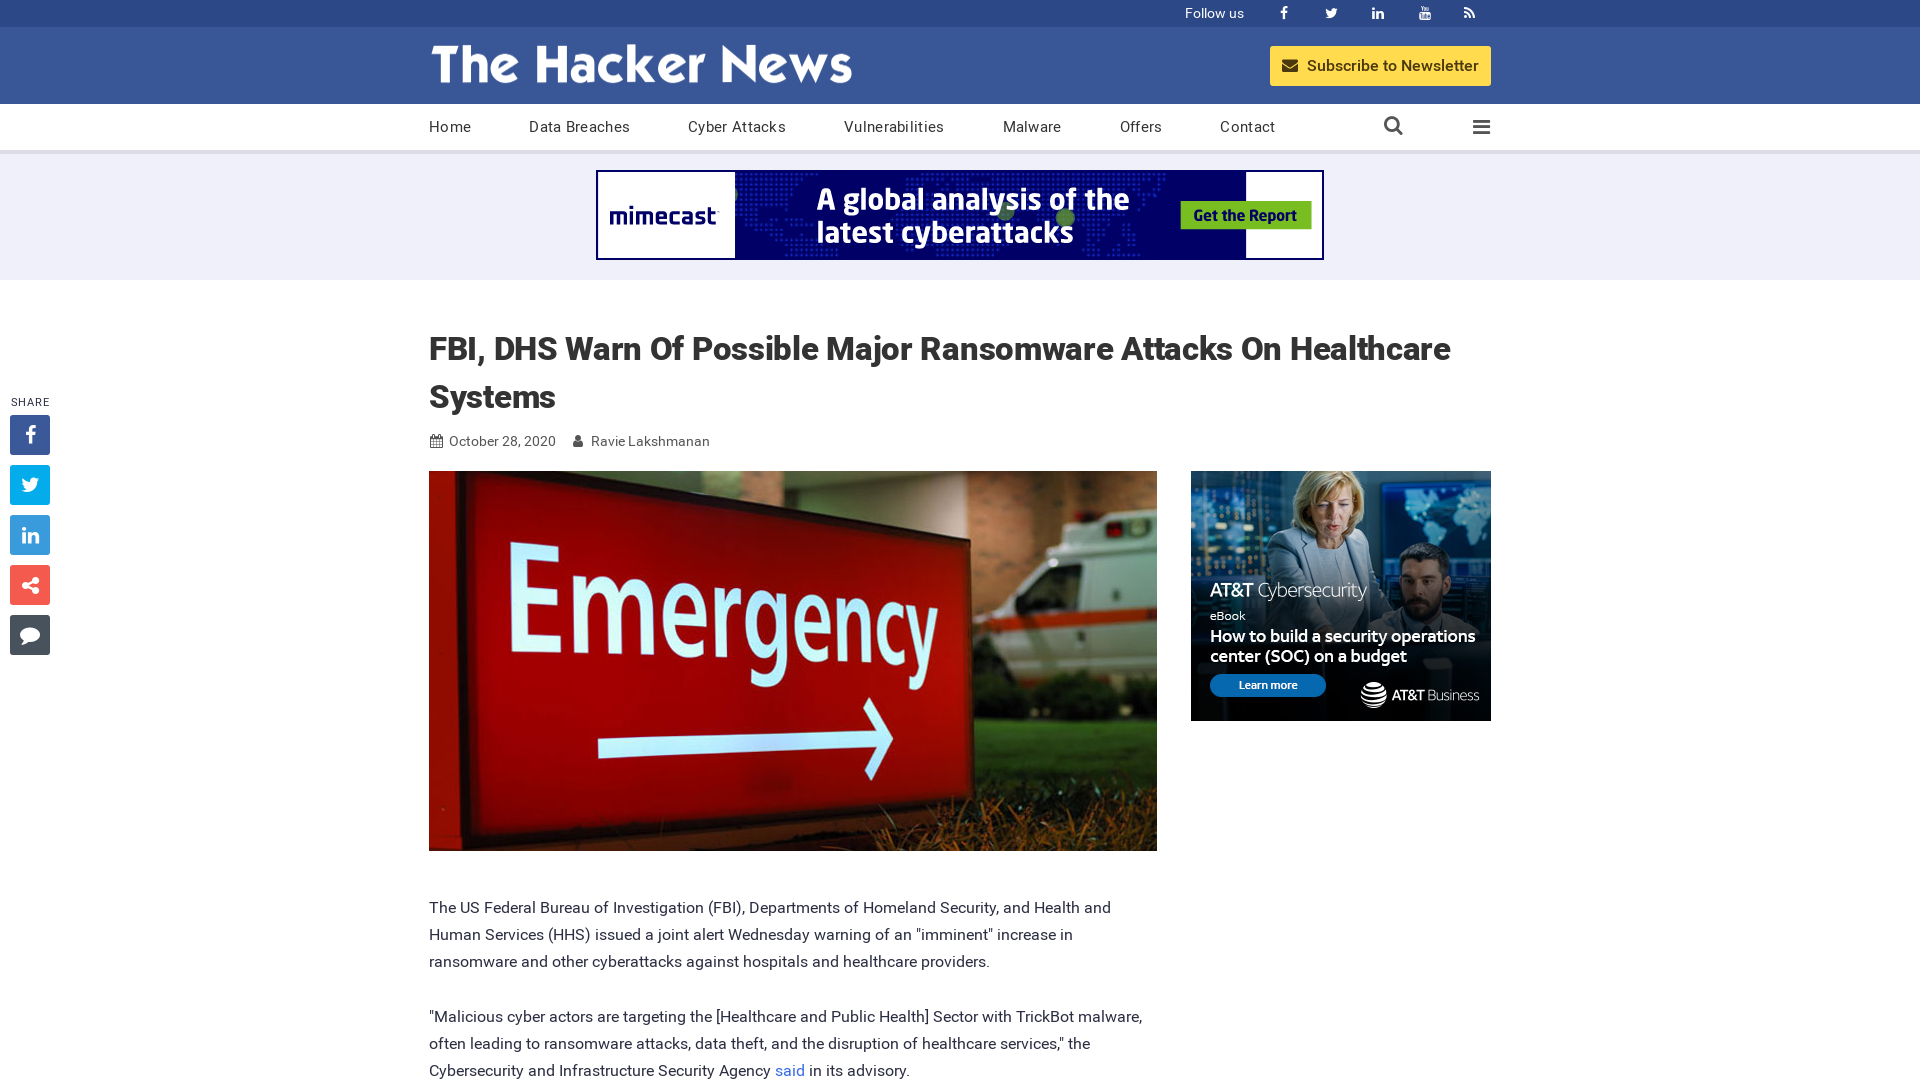 Follow us
The Hacker News
Subscribe to Newsletter
Home Data Breaches Cyber Attacks Vulnerabilities Malware Offers Contact
mimecast
A global analysis of the
latest cyberattacks
Get the Report
FBI, DHS Warn Of Possible Major Ransomware Attacks On Healthcare
Systems
October 28, 2020 Ravie Lakshmanan
SHARE
Emergency
AT&T Cybersecurity
eBook
How to build a security operations
center (SOC) on a budget
Learn more
AT&T Business
The US Federal Bureau of Investigation (FBI), Departments of Homeland Security, and Health and
Human Services (HHS) issued a joint alert Wednesday warning of an "imminent" increase in
ransomware and other cyberattacks against hospitals and healthcare providers.
"Malicious cyber actors are targeting the [Healthcare and Public Health] Sector with TrickBot malware,
often leading to ransomware attacks, data theft, and the disruption of healthcare services," the
Cybersecurity and Infrastructure Security Agency said in its advisory.